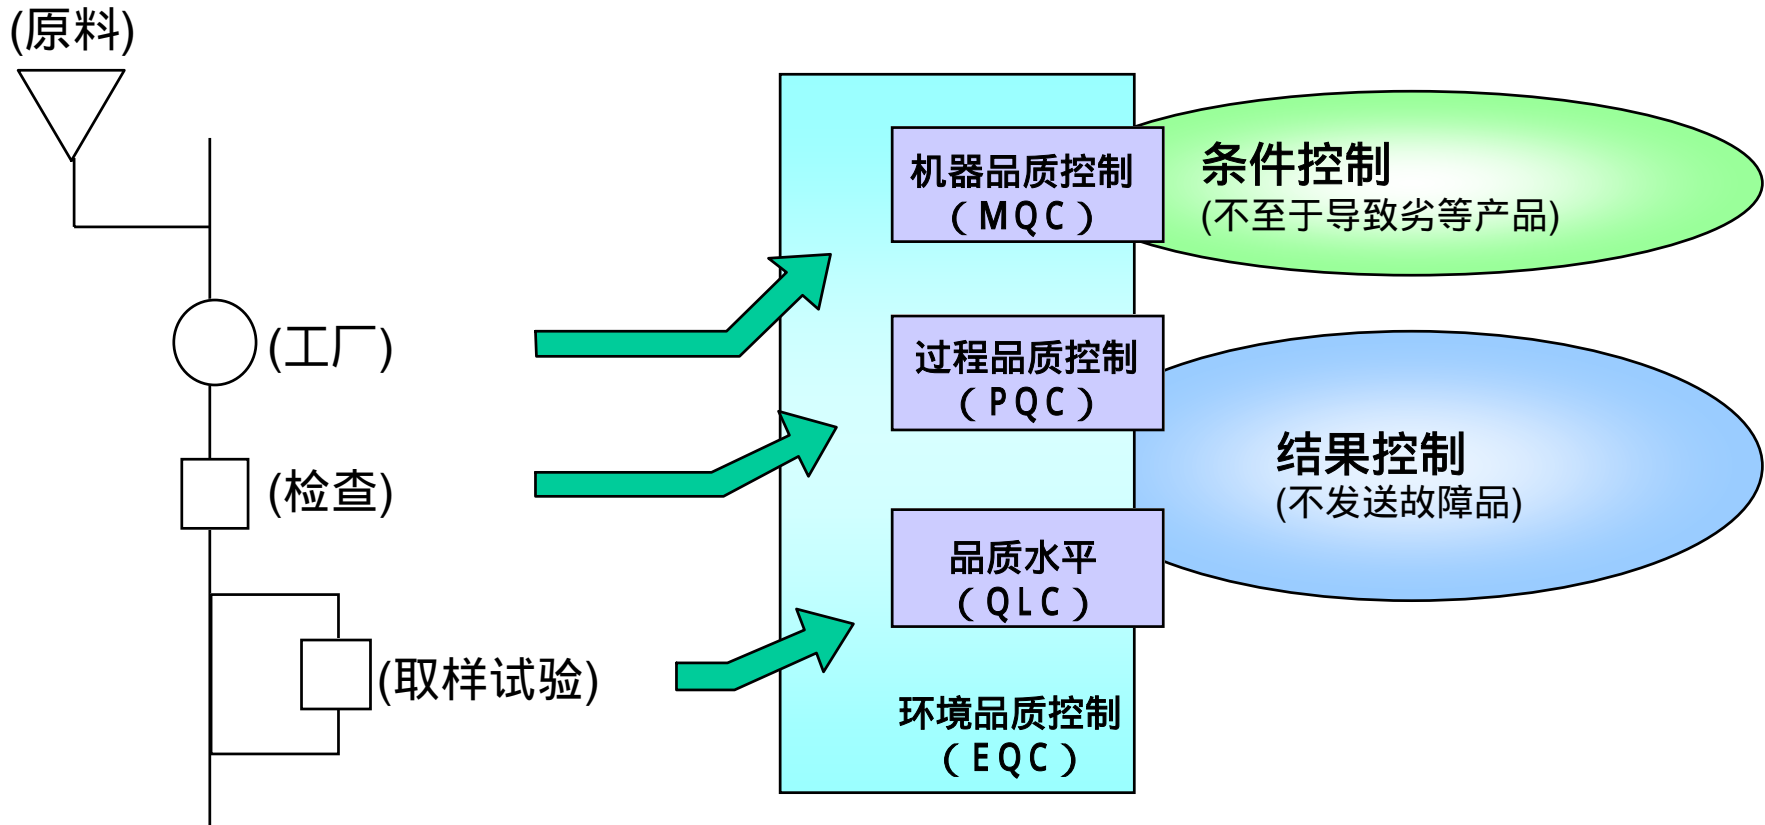 (原料)
(工厂)
(检查)
(取样试验)
机器品质控制
（MQC）
过程品质控制
（PQC）
品质水平
（QLC）
环境品质控制
（EQC）
条件控制
(不至于导致劣等产品)
结果控制
(不发送故障品)